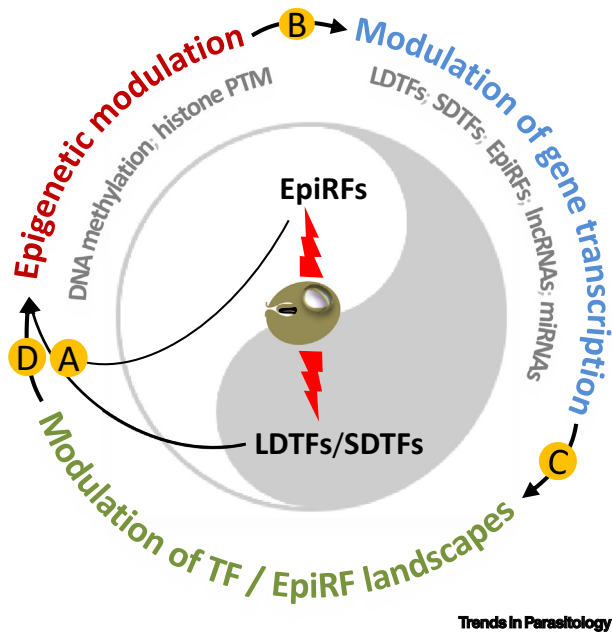 B
Epigenetic modulation
DNA methylation; histone PTM
Modulation of gene transcription
LDTFs; SDTFs; EpiRFs; lncRNAs; miRNAs
EpiRFs
D
A
LDTFs/SDTFs
C
Modulation of TF / EpiRF landscapes
Trends in Parasitology